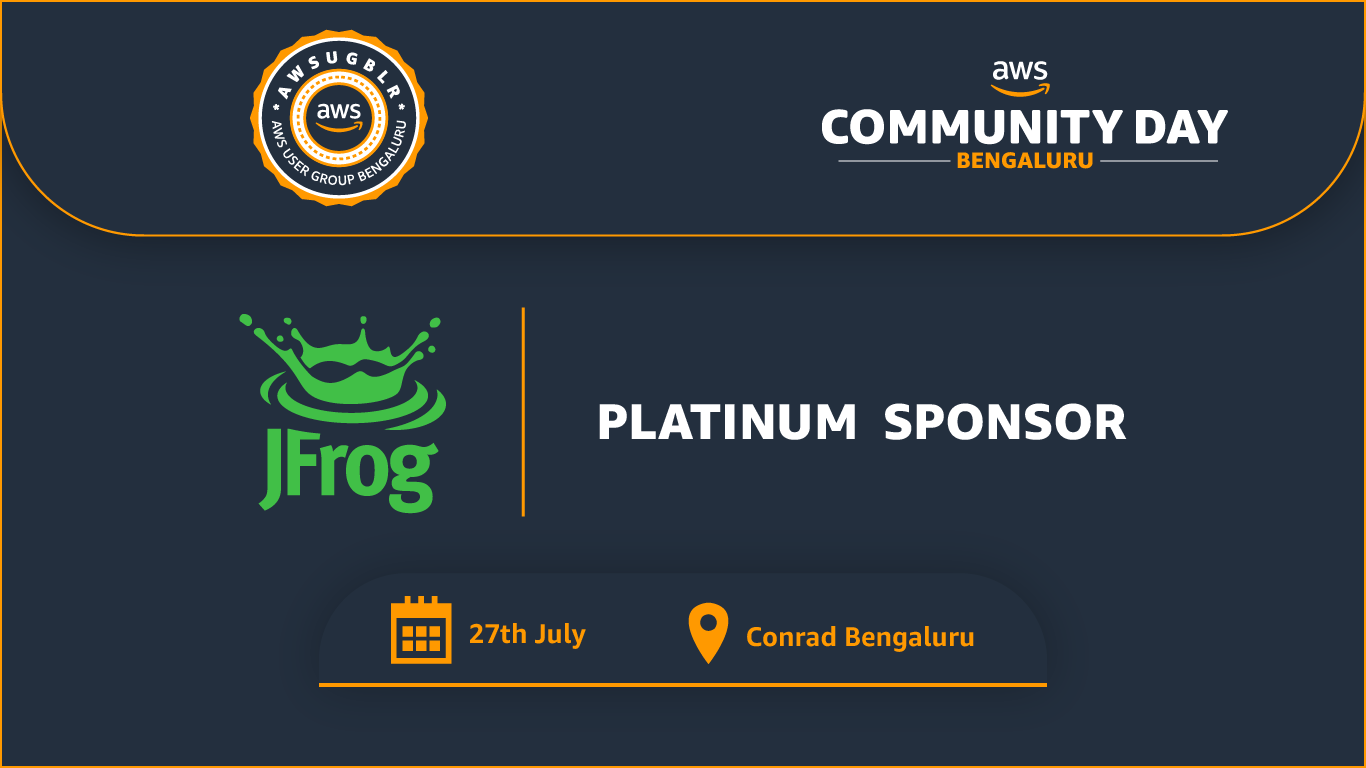 * AWSUGBLR *
aws
AWS USER GROUP BENGALURU
aws
COMMUNITY DAY
BENGALURU
JFrog
PLATINUM SPONSOR
27th July
Conrad Bengaluru